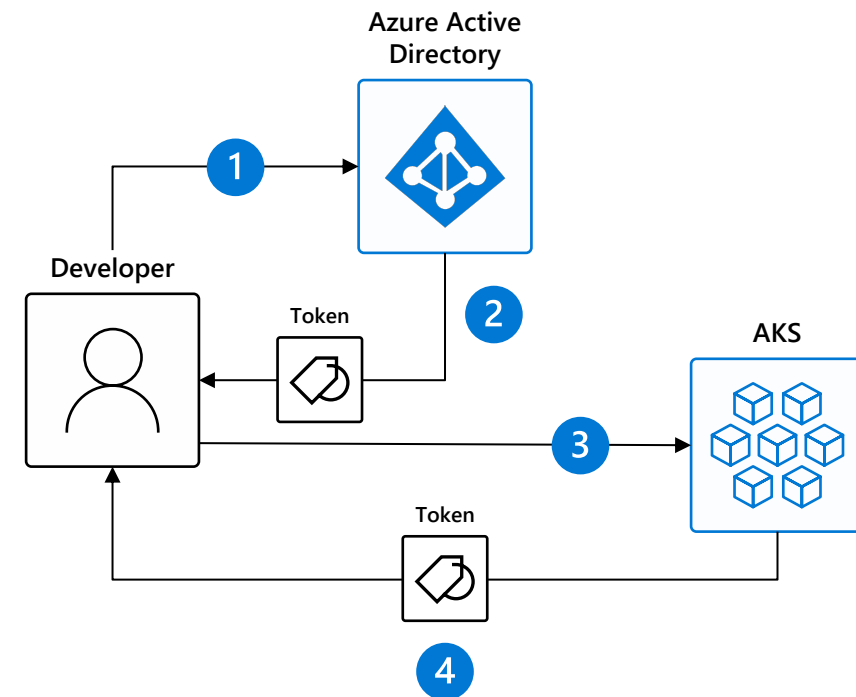 Azure Active
Directory
1
Developer
Token
2
AKS
3
Token
4